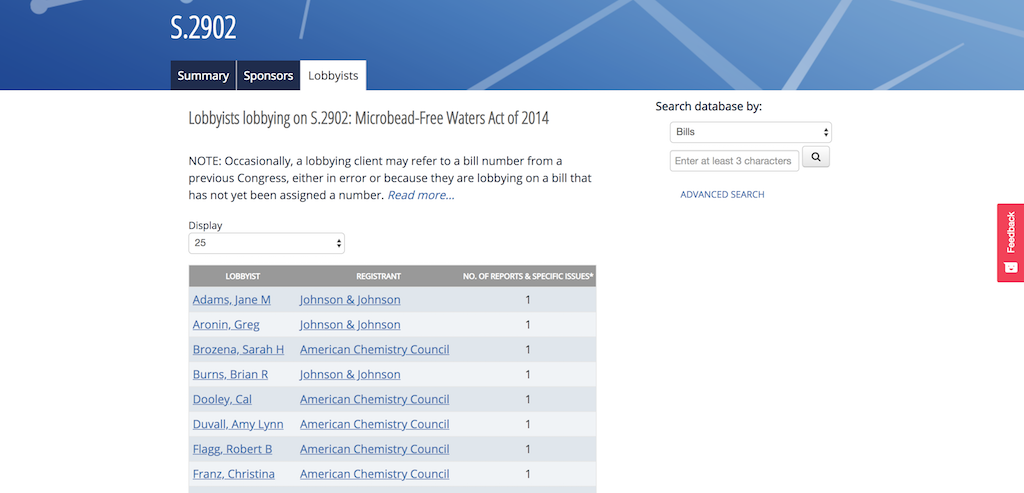 S.2902
Summary
Sponsors
Lobbyists
Lobbyists lobbying on S.2902: Microbead-Free Waters Act of 2014
NOTE: Occasionally, a lobbying client may refer to a bill number from a
previous Congress, either in error or because they are lobbying on a bill that
has not yet been assigned a number. Read more...
Display
25
LOBBYIST REGISTRANT NO. OF REPORTS & SPECIFIC ISSUES*
Adams, Jane M Johnson & Johnson 1
Aronin, Greg Johnson & Johnson 1
Brozena, Sarah H American Chemistry Council 1
Burns, Brian R Johnson & Johnson 1
Dooley, Cal American Chemistry Council 1
Duvall, Amy Lynn American Chemistry Council 1
Flagg, Robert B American Chemistry Council 1
Franz, Christina American Chemistry Council 1
Search database by:
Bills
Enter at least 3 characters
ADVANCED SEARCH
Feedback